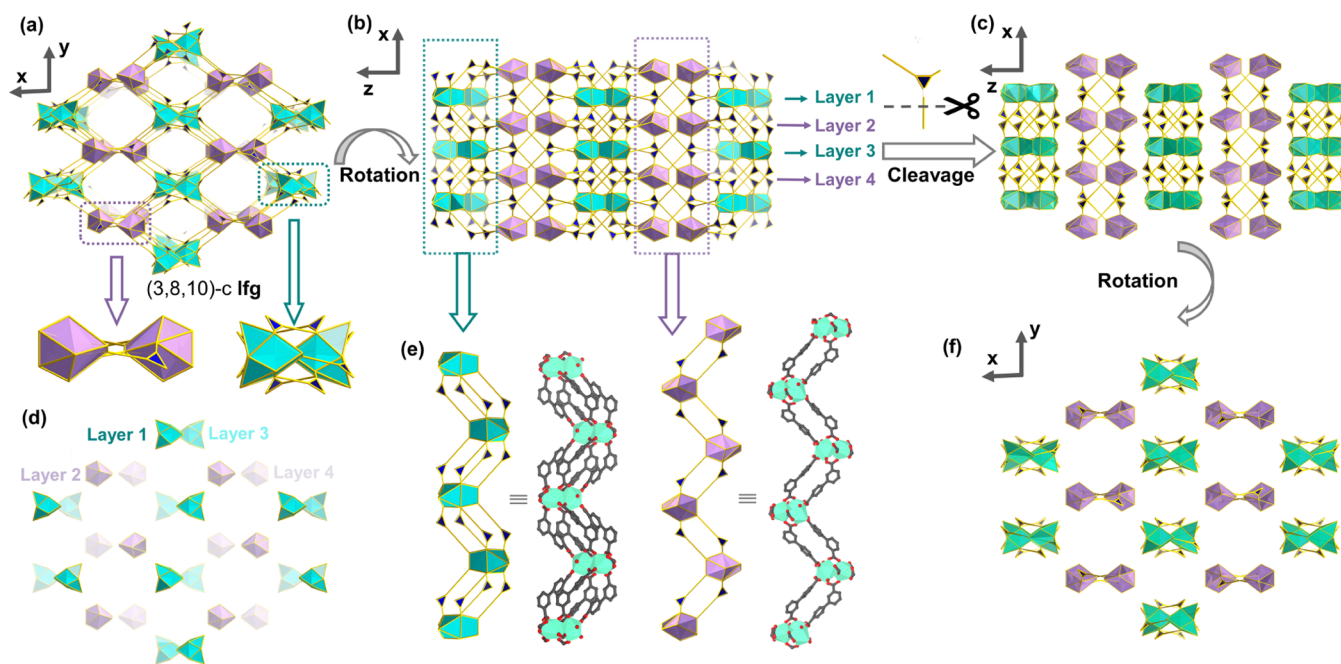 (a)
y
x
(b)
x
z
(c)
x
z
Layer 1
Layer 2
Layer 3
Layer 4
Rotation
Cleavage
(3,8,10)-c lfg
Rotation
(d)
Layer 1
Layer 3
Layer 2
Layer 4
(e)
≡
≡
(f)
y
x